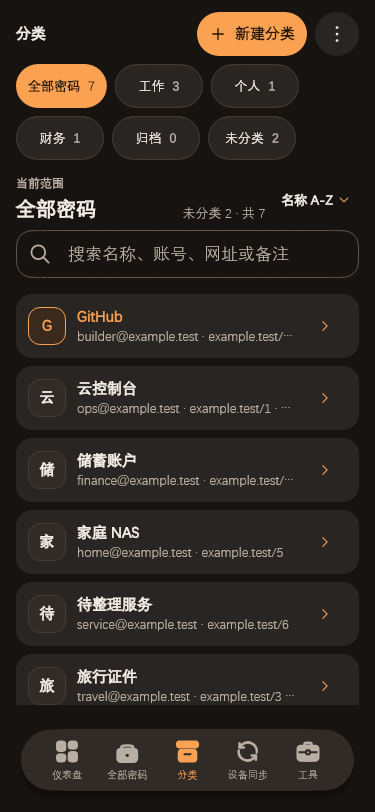 分类
新建分类
全部密码 7
工作 3
个人 1
财务 1
归档 0
未分类 2
当前范围
全部密码
未分类 2 · 共 7
名称 A-Z
搜索名称、账号、网址或备注
G
GitHub
builder@example.test · example.test/···
云
云控制台
ops@example.test · example.test/1 · ···
储
储蓄账户
finance@example.test · example.test/···
家
家庭 NAS
home@example.test · example.test/5
待
待整理服务
service@example.test · example.test/6
旅
旅行证件
travel@example.test · example.test/3 ···
仪表盘
全部密码
分类
设备同步
工具